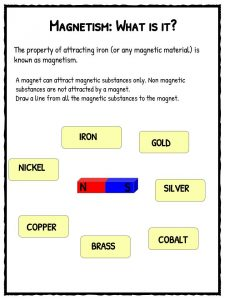 MAGNETISM: WHAT IS IT?
The property of attracting iron (or any magnetic material) is
known as magnetism.
A magnet can attract magnetic substances only. Non magnetic
substances are not attracted by a magnet.
Draw a line from all the magnetic substances to the magnet.
IRON
GOLD
NICKEL
N S
SILVER
COPPER
BRASS
COBALT